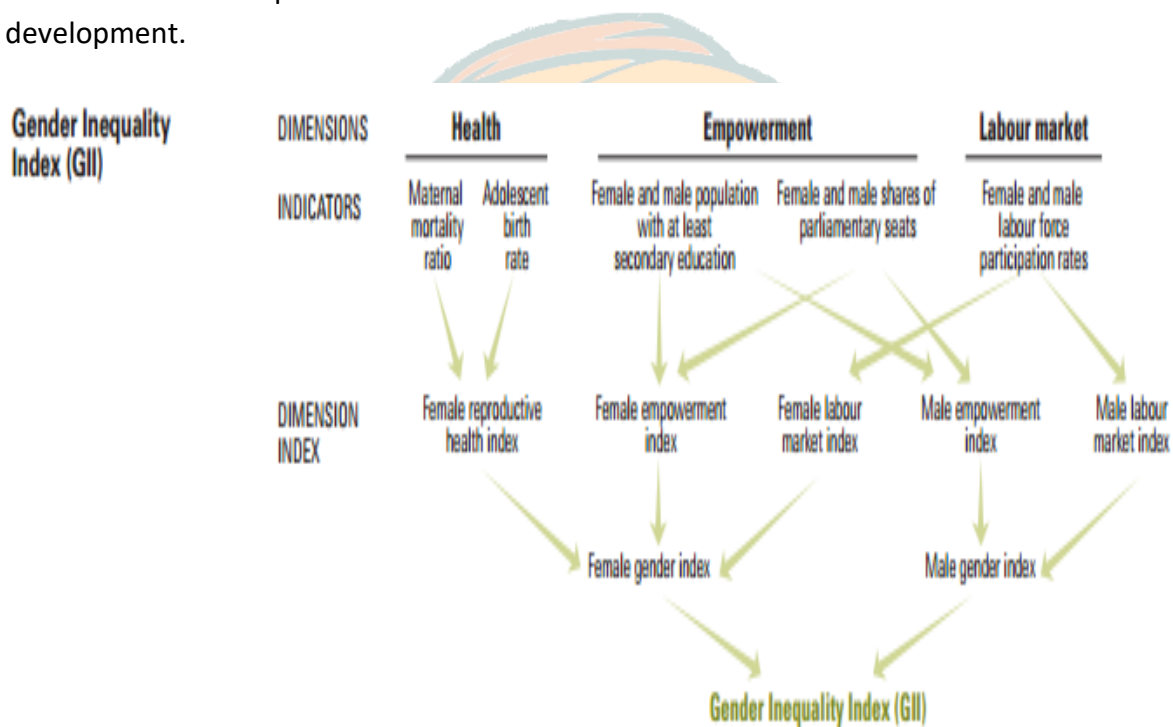 development.
Gender Inequality
Index (GII)
DIMENSIONS
Health
Empowerment
Labour market
INDICATORS
Maternal
mortality
ratio
Adolescent
birth
rate
Female and male population
with at least
secondary education
Female and male shares of
parliamentary seats
Female and male
labour force
participation rates
DIMENSION
INDEX
Female reproductive
health index
Female empowerment
index
Female labour
market index
Male empowerment
index
Male labour
market index
Female gender index
Male gender index
Gender Inequality Index (GII)